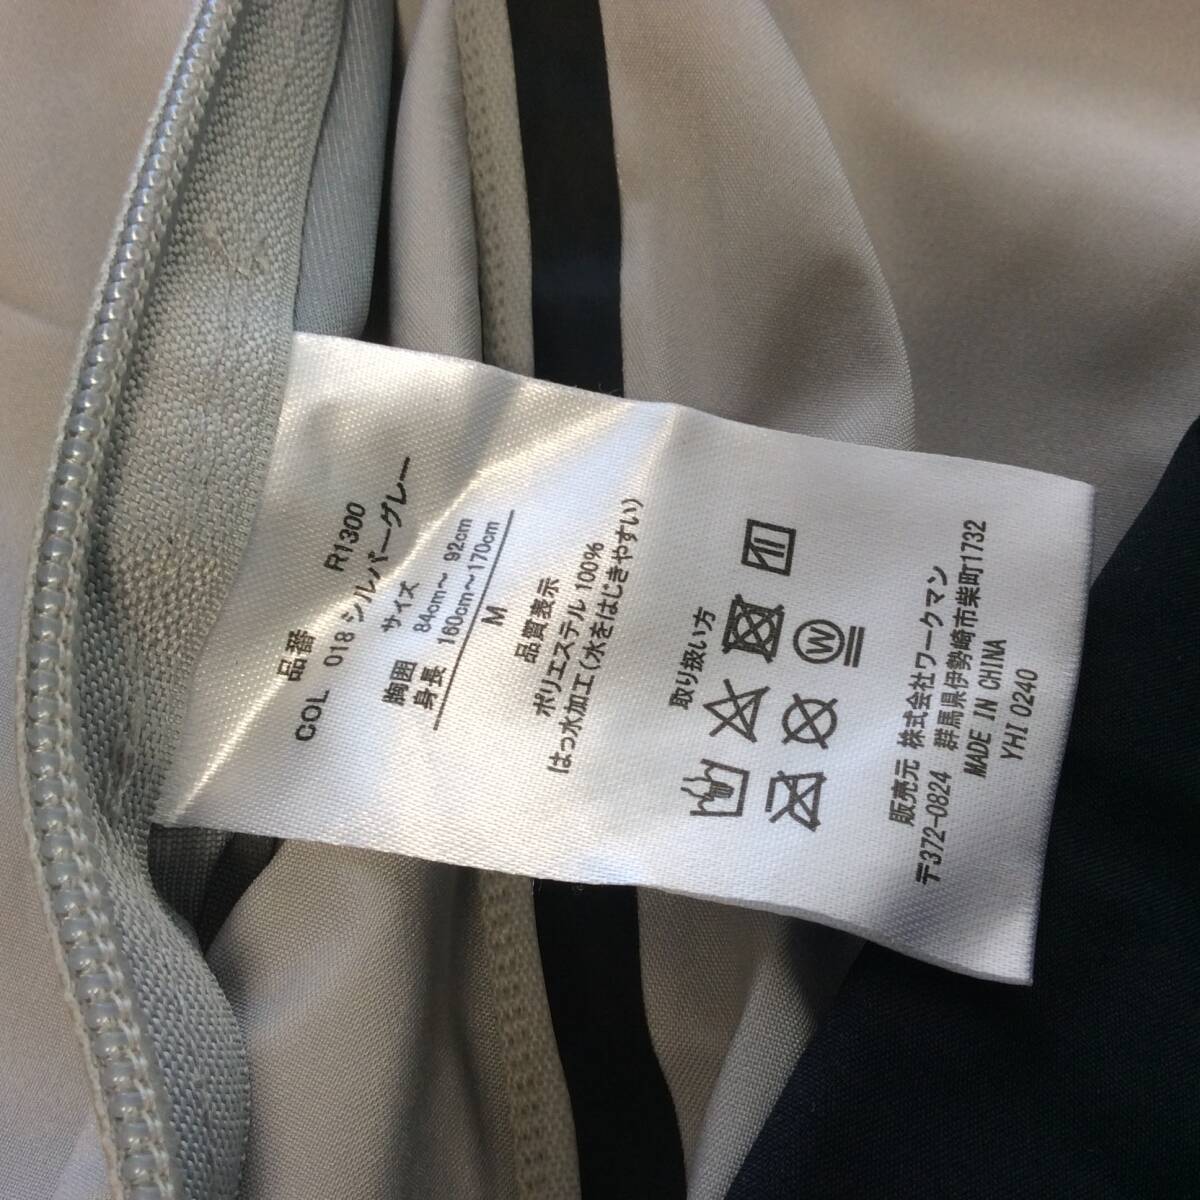 品番 R1300
COL 018 シルバーグレー
サイズ
胸囲 84cm～ 92cm
身長 160cm～170cm
M
品質表示
ポリエステル 100%
はっ水加工(水をはじきやすい)
取り扱い方
W
販売元 株式会社ワークマン
〒372-0824 群馬県伊勢崎市柴町1732
MADE IN CHINA
YHI 0240